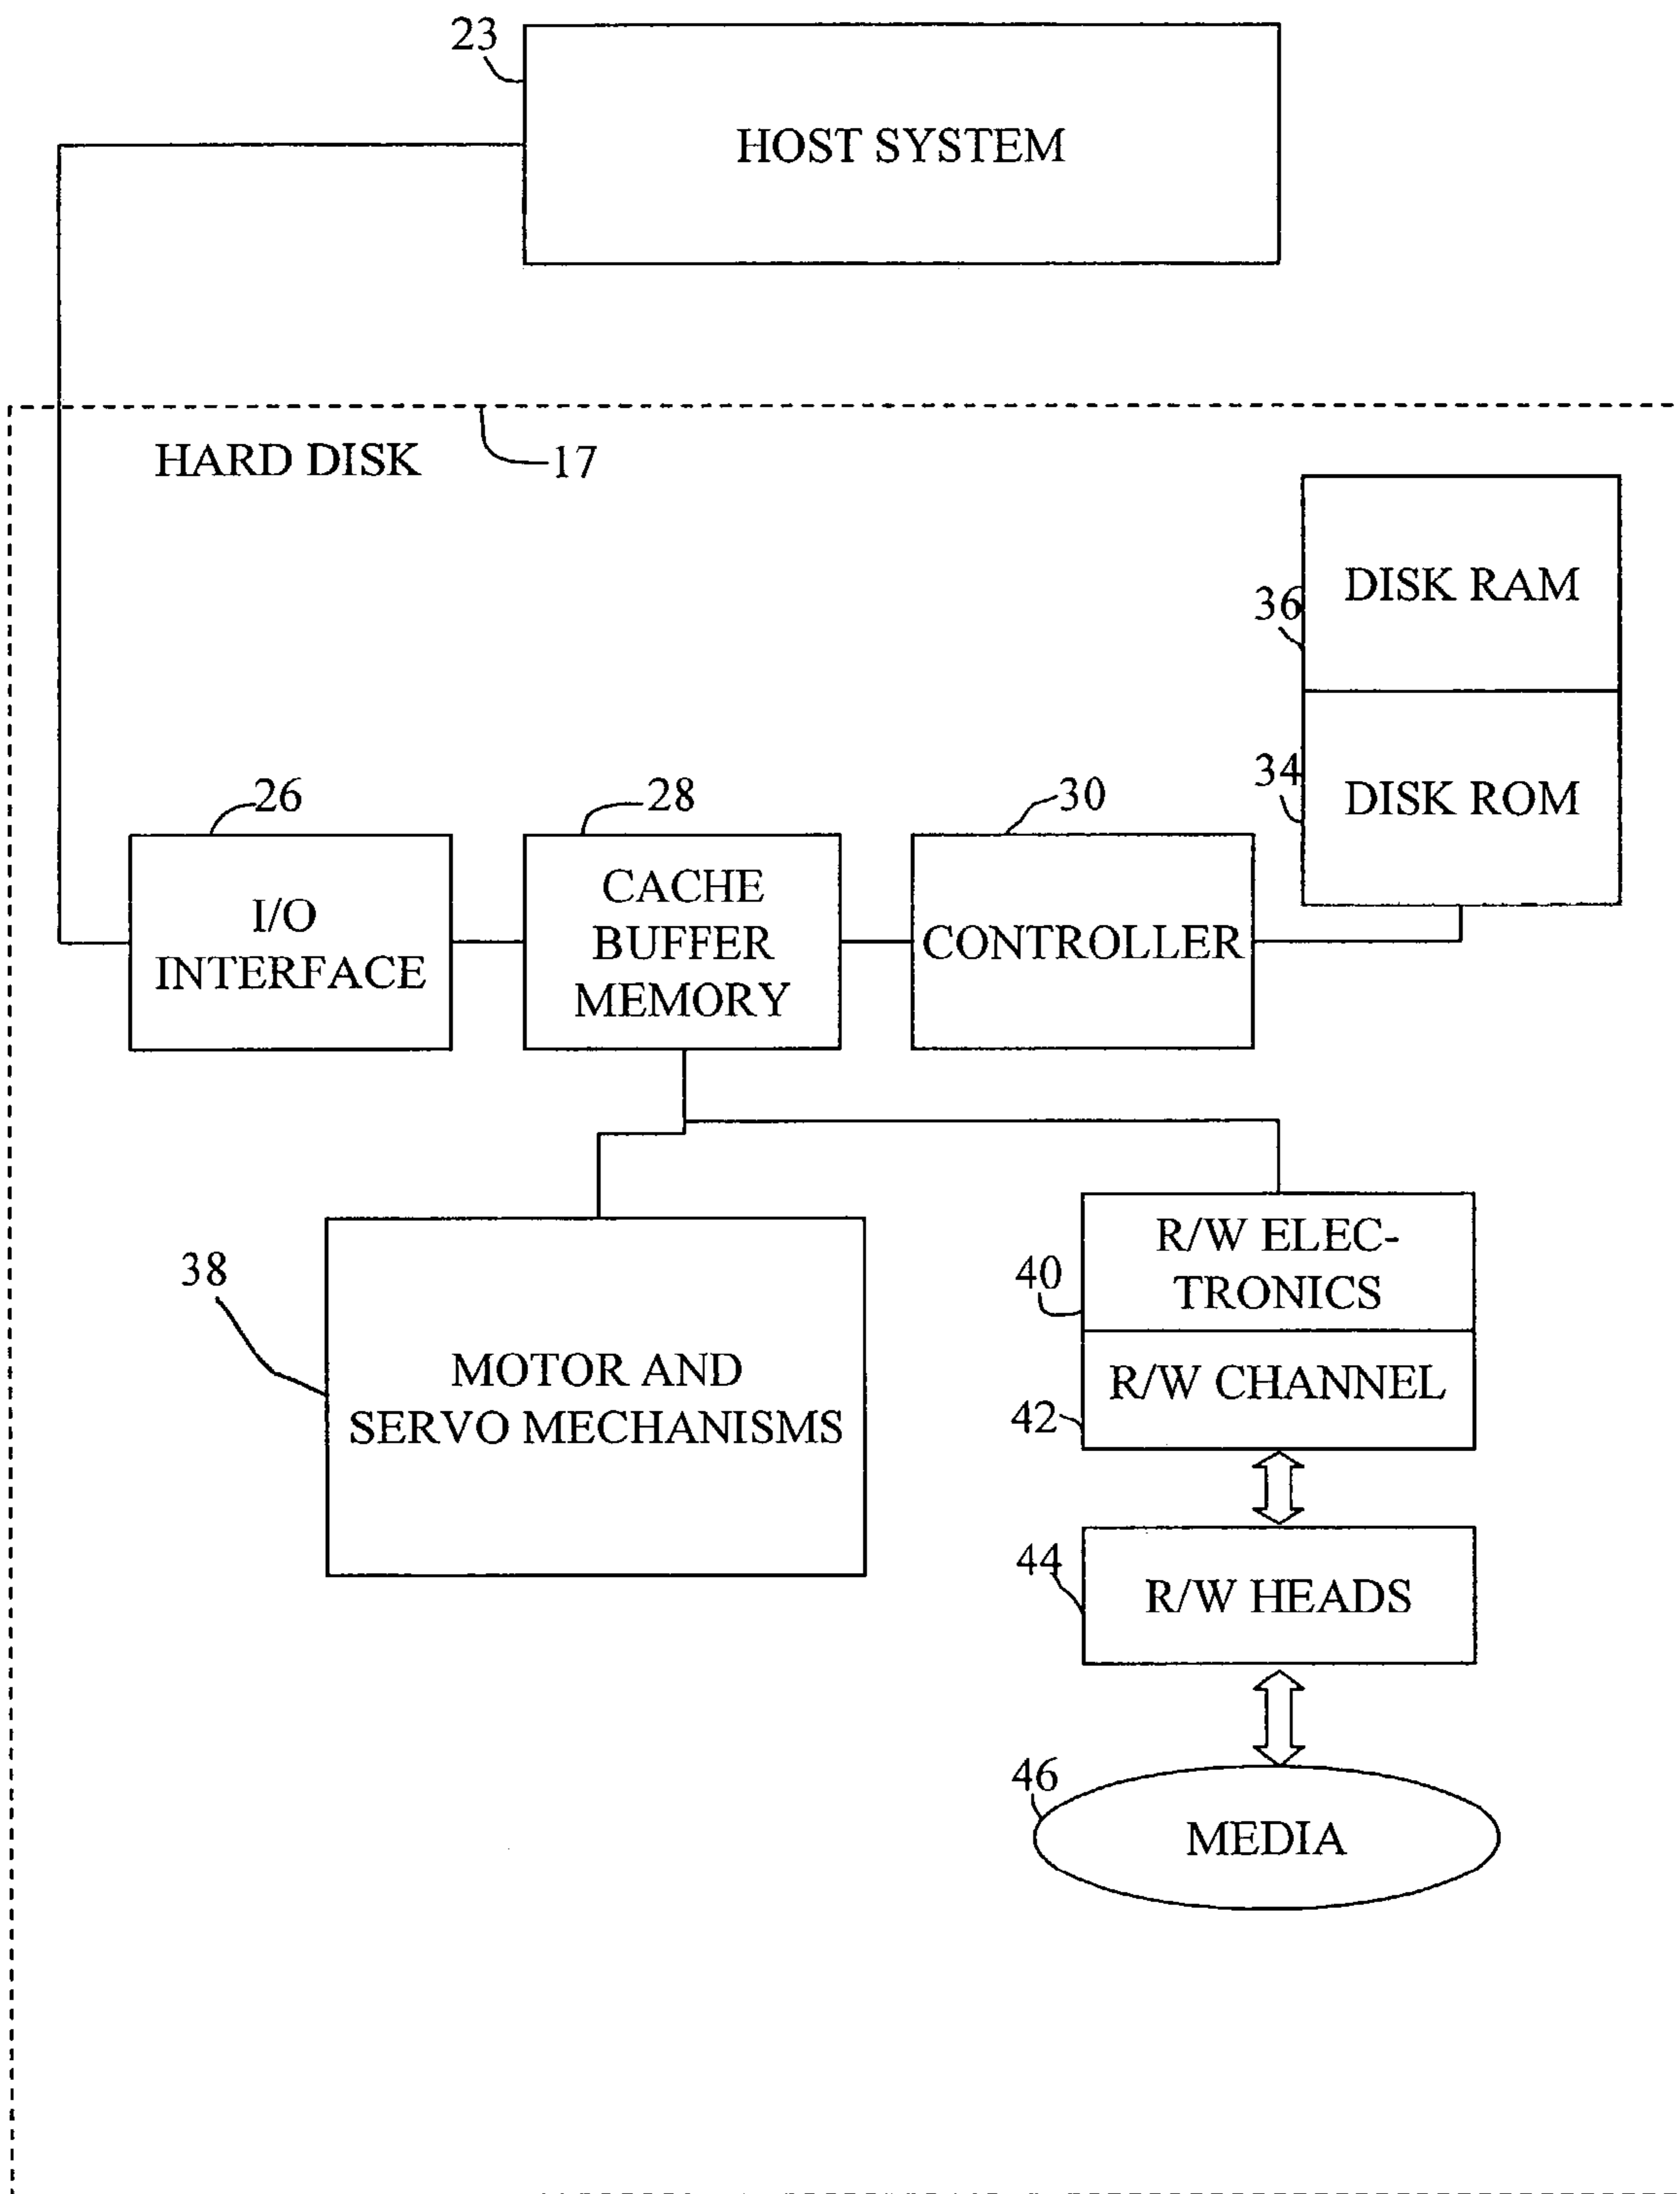 23
HOST SYSTEM
HARD DISK
17
36
DISK RAM
34
DISK ROM
26
28
30
I/O
INTERFACE
CACHE
BUFFER
MEMORY
CONTROLLER
38
MOTOR AND
SERVO MECHANISMS
40
R/W ELEC-
TRONICS
42
R/W CHANNEL
44
R/W HEADS
46
MEDIA